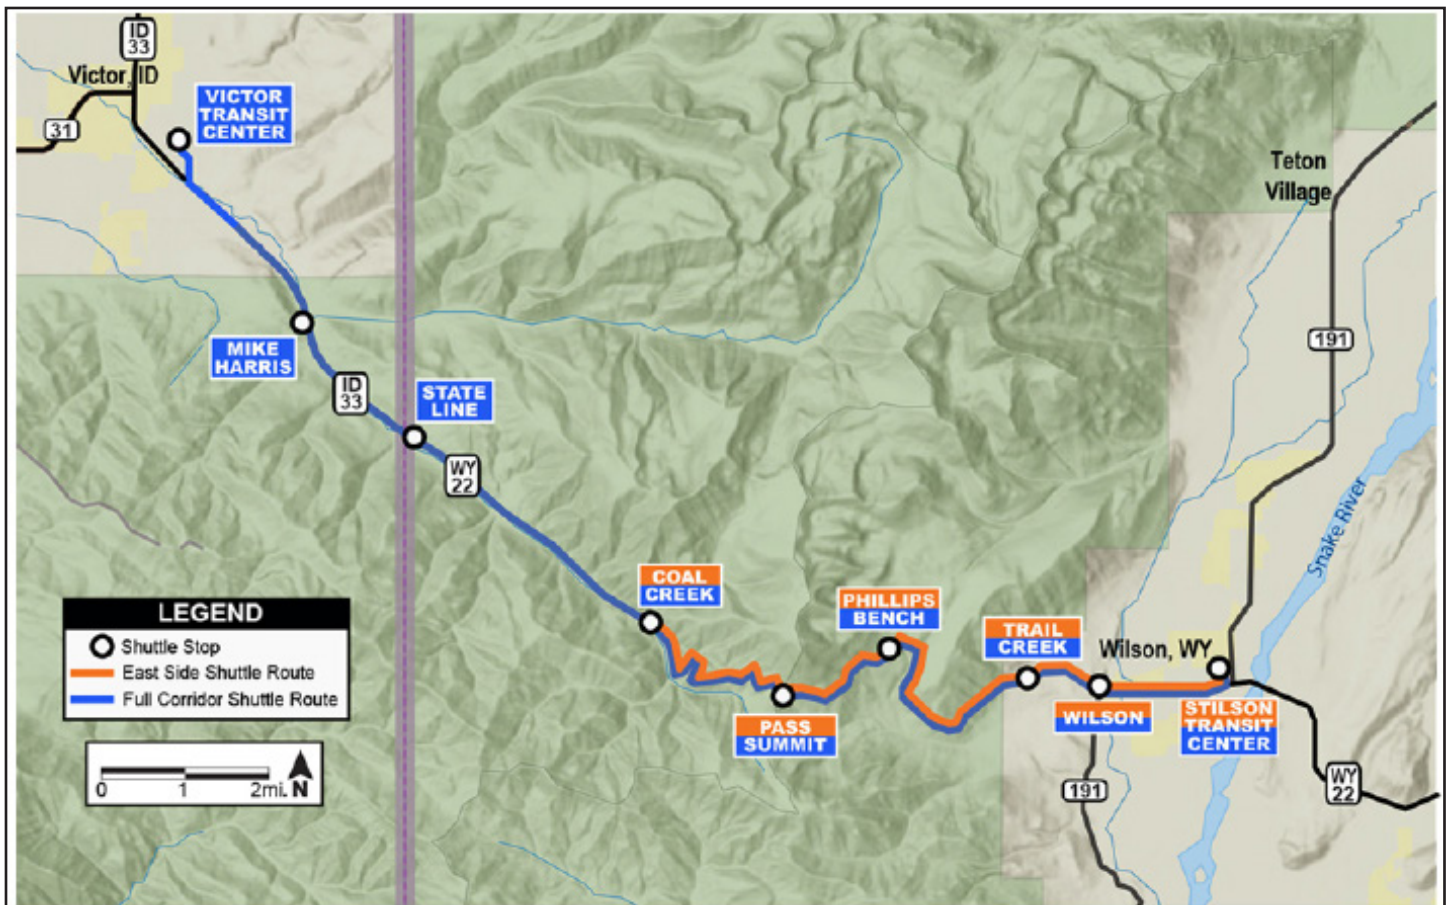 ID
33
Victor, ID
31
VICTOR
TRANSIT
CENTER
Teton
Village
191
MIKE
HARRIS
ID
33
STATE
LINE
WY
22
Snake River
COAL
CREEK
PHILLIPS
BENCH
TRAIL
CREEK
Wilson, WY
PASS
SUMMIT
WILSON
STILSON
TRANSIT
CENTER
191
WY
22
LEGEND
Shuttle Stop
East Side Shuttle Route
Full Corridor Shuttle Route
0 1 2mi. N